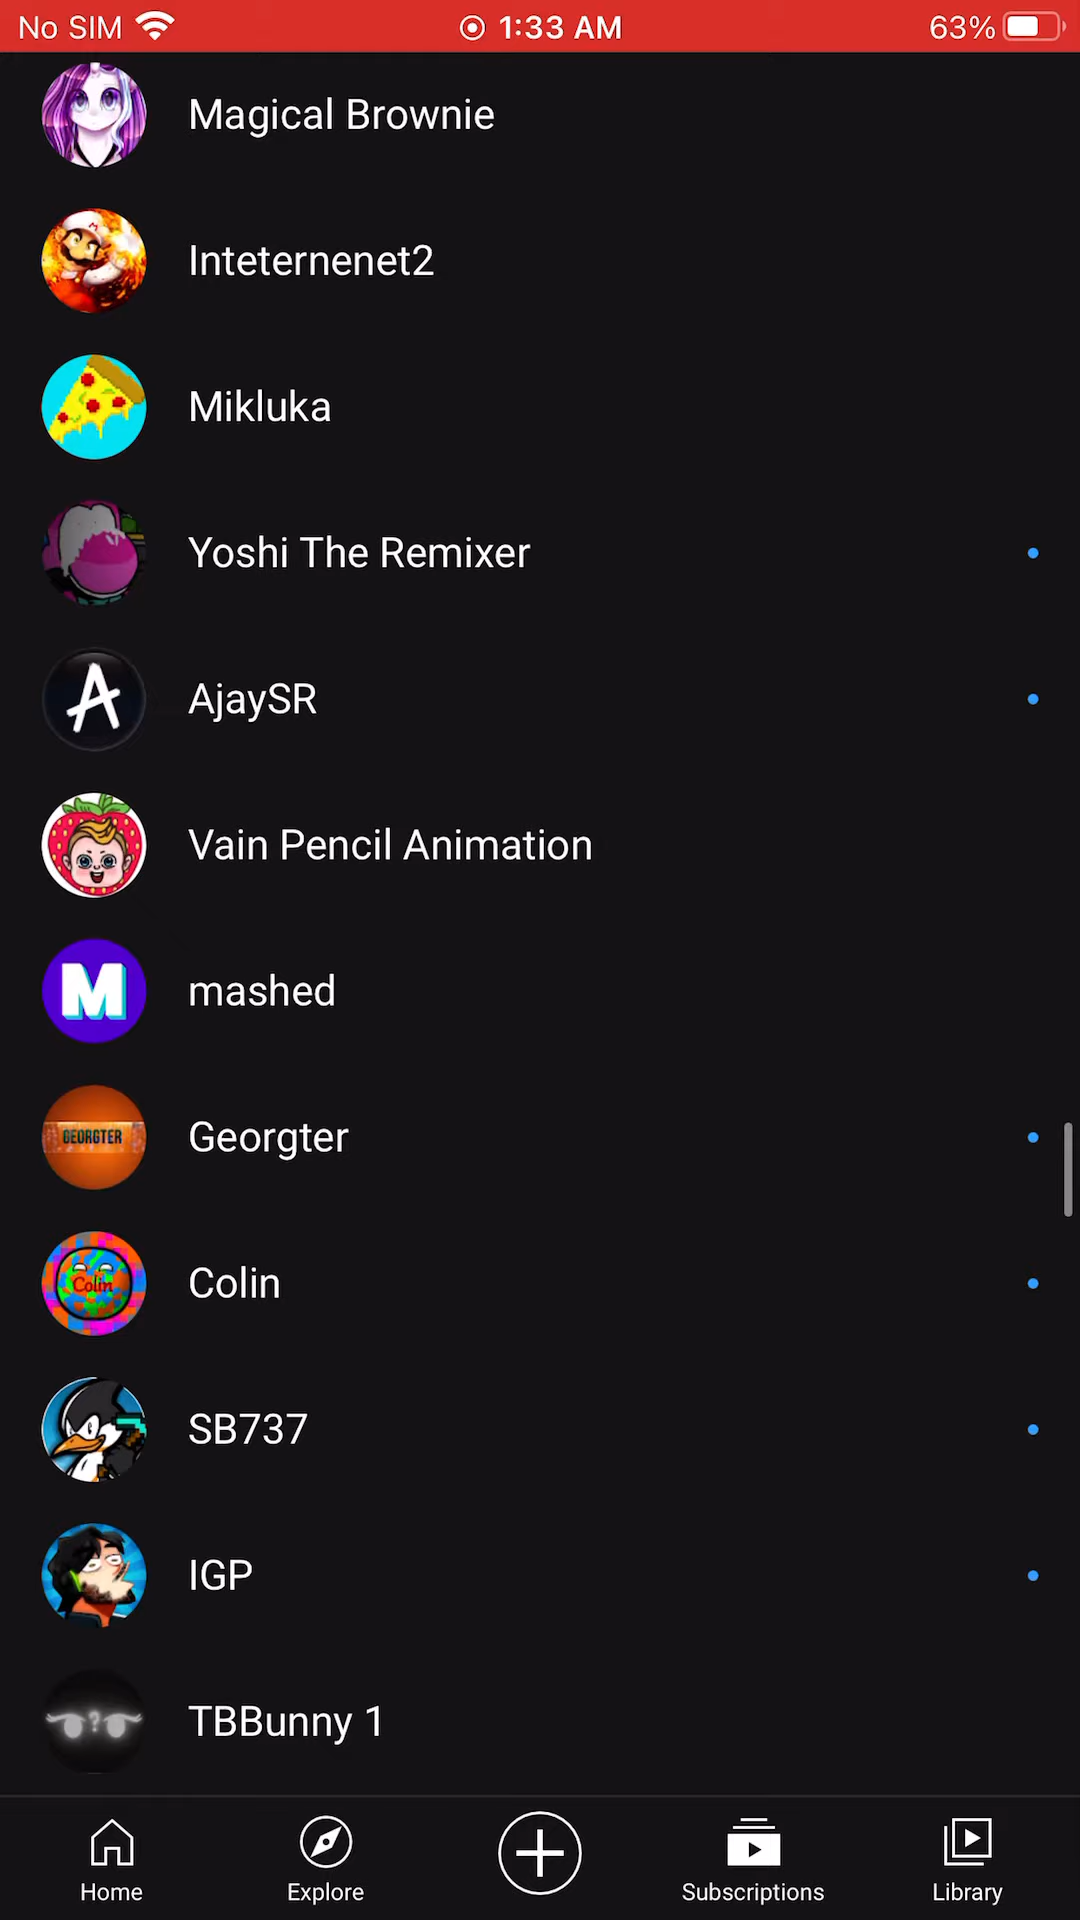 No SIM 1:33 AM 63%
Magical Brownie
Inteternenet2
Mikluka
Yoshi The Remixer
A AjaySR
Vain Pencil Animation
M mashed
GEORGTER Georgter
Colin Colin
SB737
IGP
? TBBunny 1
Home Explore Subscriptions Library